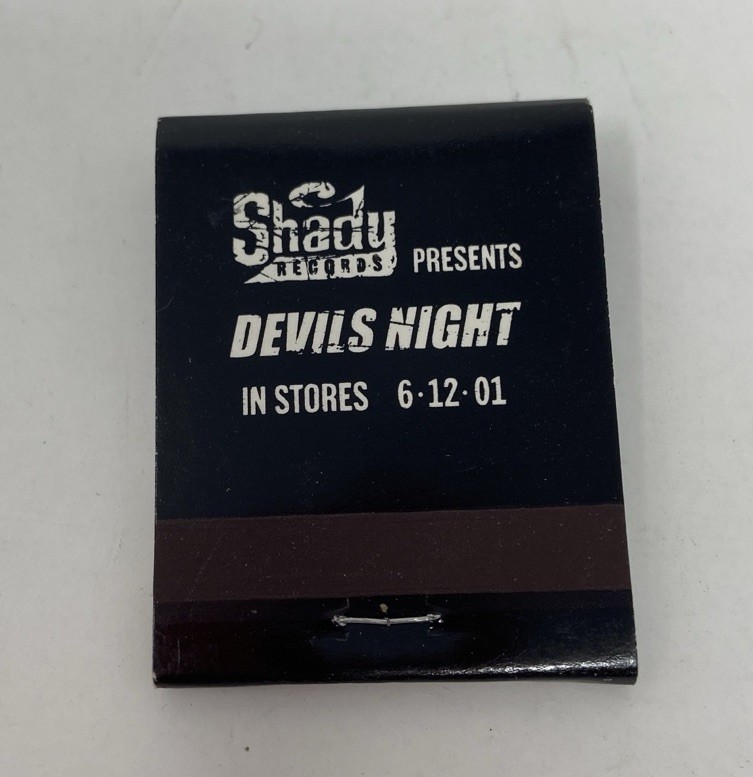 Shady
RECORDS PRESENTS
DEVILS NIGHT
IN STORES 6·12·01